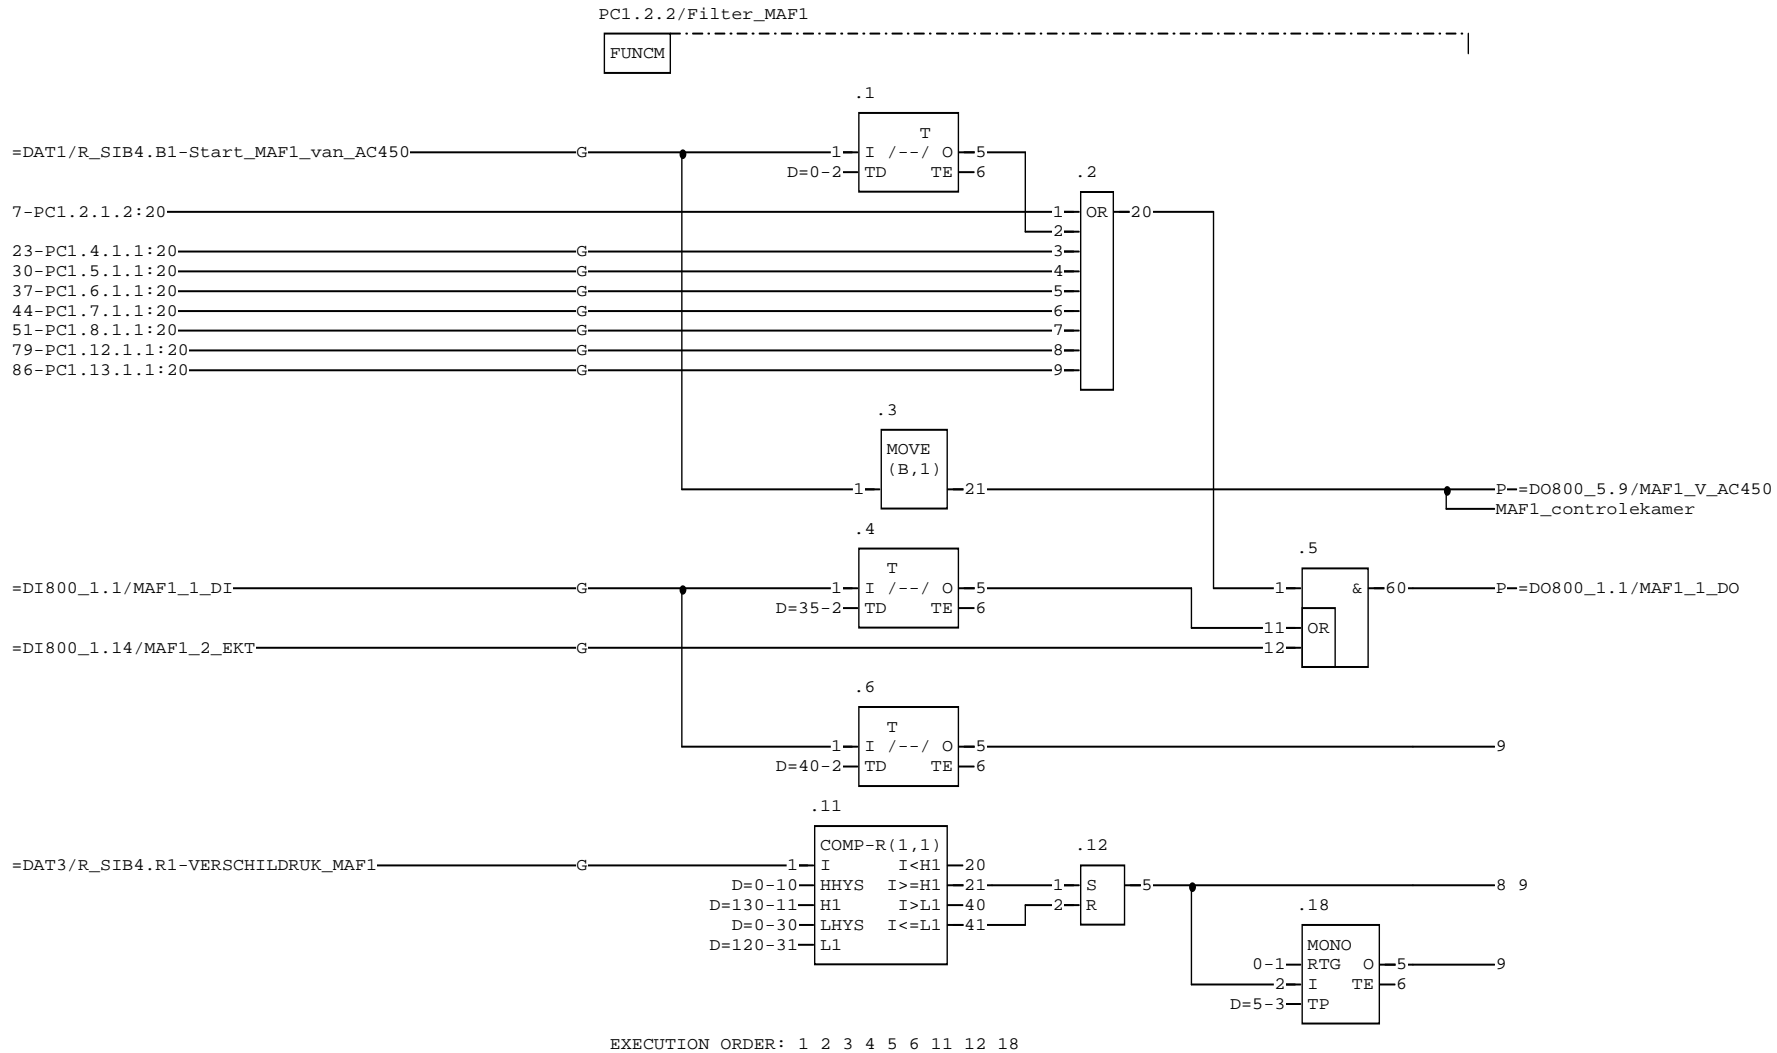 PC1.2.2/Filter_MAF1
FUNCM
.1
T
=DAT1/R_SIB4.B1-Start_MAF1_van_AC450 G 1 I /--/ O 5
D=0-2 TD TE 6
.2
7-PC1.2.1.2:20 1 OR 20
2
23-PC1.4.1.1:20 G 3
30-PC1.5.1.1:20 G 4
37-PC1.6.1.1:20 G 5
44-PC1.7.1.1:20 G 6
51-PC1.8.1.1:20 G 7
79-PC1.12.1.1:20 G 8
86-PC1.13.1.1:20 G 9
.3
MOVE
(B,1)
1 21 P-=DO800_5.9/MAF1_V_AC450
MAF1_controlekamer
.4
.5
T
=DI800_1.1/MAF1_1_DI G 1 I /--/ O 5 1 & 60 P-=DO800_1.1/MAF1_1_DO
D=35-2 TD TE 6
11 OR
=DI800_1.14/MAF1_2_EKT G 12
.6
T
1 I /--/ O 5 9
D=40-2 TD TE 6
.11
COMP-R(1,1)
.12
=DAT3/R_SIB4.R1-VERSCHILDRUK_MAF1 G 1 I I<H1 20
D=0-10 HHYS I>=H1 21 1 S 5 8 9
D=130-11 H1 I>L1 40 2 R
.18
D=0-30 LHYS I<=L1 41
D=120-31 L1
MONO
0-1 RTG O 5 9
2 I TE 6
D=5-3 TP
EXECUTION ORDER: 1 2 3 4 5 6 11 12 18